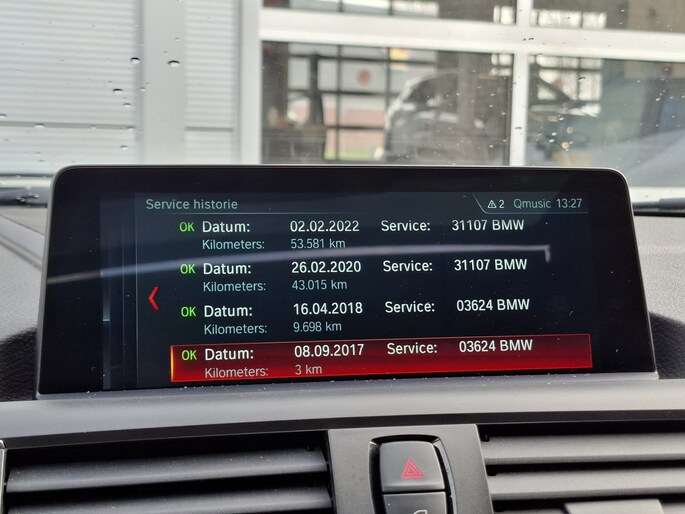 Service historie ⚠2 Qmusic 13:27
OK Datum: 02.02.2022 Service: 31107 BMW
Kilometers: 53.581 km
OK Datum: 26.02.2020 Service: 31107 BMW
Kilometers: 43.015 km
OK Datum: 16.04.2018 Service: 03624 BMW
Kilometers: 9.698 km
OK Datum: 08.09.2017 Service: 03624 BMW
Kilometers: 3 km